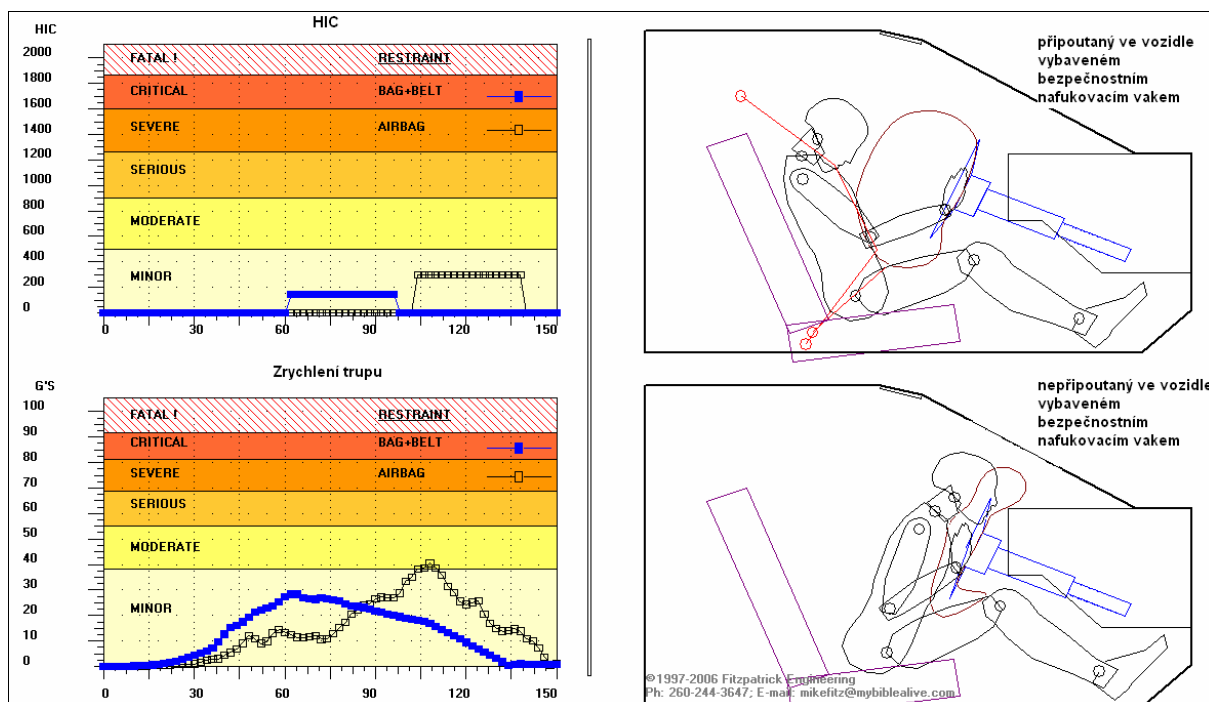 HIC
HIC
2000
1800
1600
1400
1200
1000
800
600
400
200
0
FATAL !
RESTRAINT
CRITICAL
BAG+BELT
SEVERE
AIRBAG
SERIOUS
MODERATE
MINOR
0
30
60
90
120
150
Zrychlení trupu
G'S
100
90
80
70
60
50
40
30
20
10
0
FATAL !
RESTRAINT
CRITICAL
BAG+BELT
SEVERE
AIRBAG
SERIOUS
MODERATE
MINOR
0
30
60
90
120
150
připoutaný ve vozidle
vybaveném
bezpečnostním
nafukovacím vakem
nepřipoutaný ve vozidle
vybaveném
bezpečnostním
nafukovacím vakem
©1997-2006 Fitzpatrick Engineering
Ph: 260-244-3647; E-mail: mikefitz@mybiblealive.com